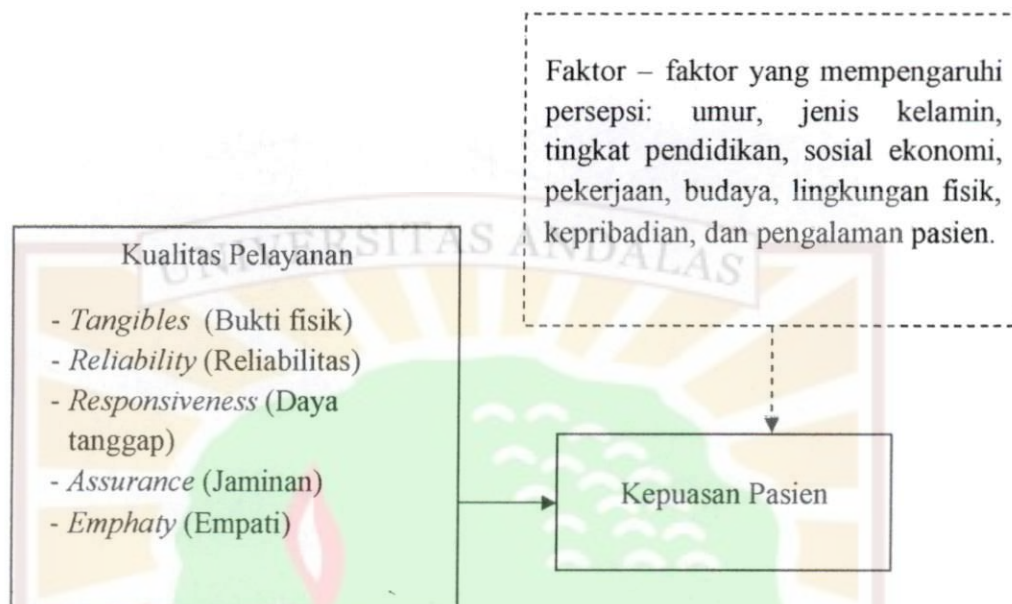 Faktor – faktor yang mempengaruhi
persepsi: umur, jenis kelamin,
tingkat pendidikan, sosial ekonomi,
pekerjaan, budaya, lingkungan fisik,
kepribadian, dan pengalaman pasien.
UNIVERSITAS ANDALAS
Kualitas Pelayanan
- Tangibles (Bukti fisik)
- Reliability (Reliabilitas)
- Responsiveness (Daya
tanggap)
- Assurance (Jaminan)
- Emphaty (Empati)
Kepuasan Pasien